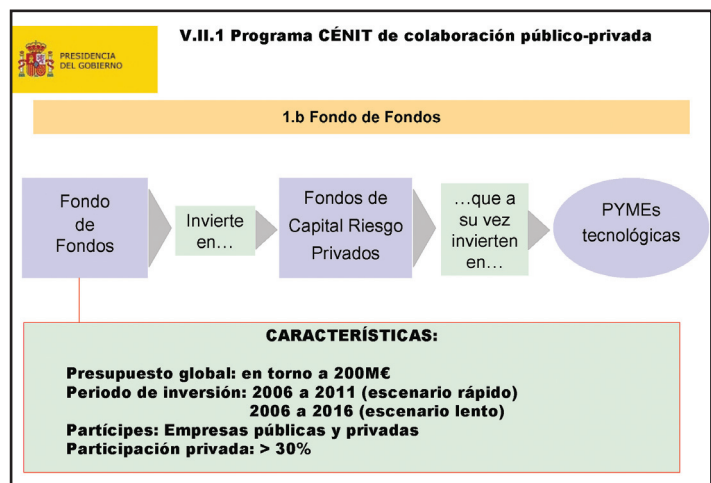 V.II.1 Programa CÉNIT de colaboración público-privada
PRESIDENCIA
DEL GOBIERNO
1.b Fondo de Fondos
Fondo
de
Fondos
Invierte
en…
Fondos de
Capital Riesgo
Privados
…que a
su vez
invierten
en…
PYMEs
tecnológicas
CARACTERÍSTICAS:
Presupuesto global: en torno a 200M€
Periodo de inversión: 2006 a 2011 (escenario rápido)
2006 a 2016 (escenario lento)
Partícipes: Empresas públicas y privadas
Participación privada: > 30%